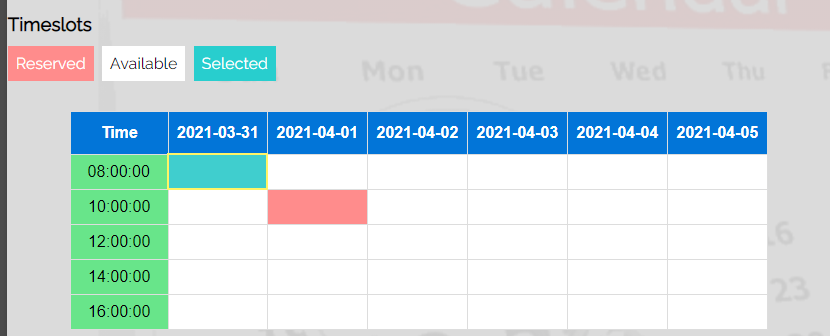 Calendar
Timeslots
Reserved Available Selected
Mon Tue Wed Thu
Time 2021-03-31 2021-04-01 2021-04-02 2021-04-03 2021-04-04 2021-04-05
08:00:00
10:00:00
12:00:00
14:00:00
16:00:00
16
23